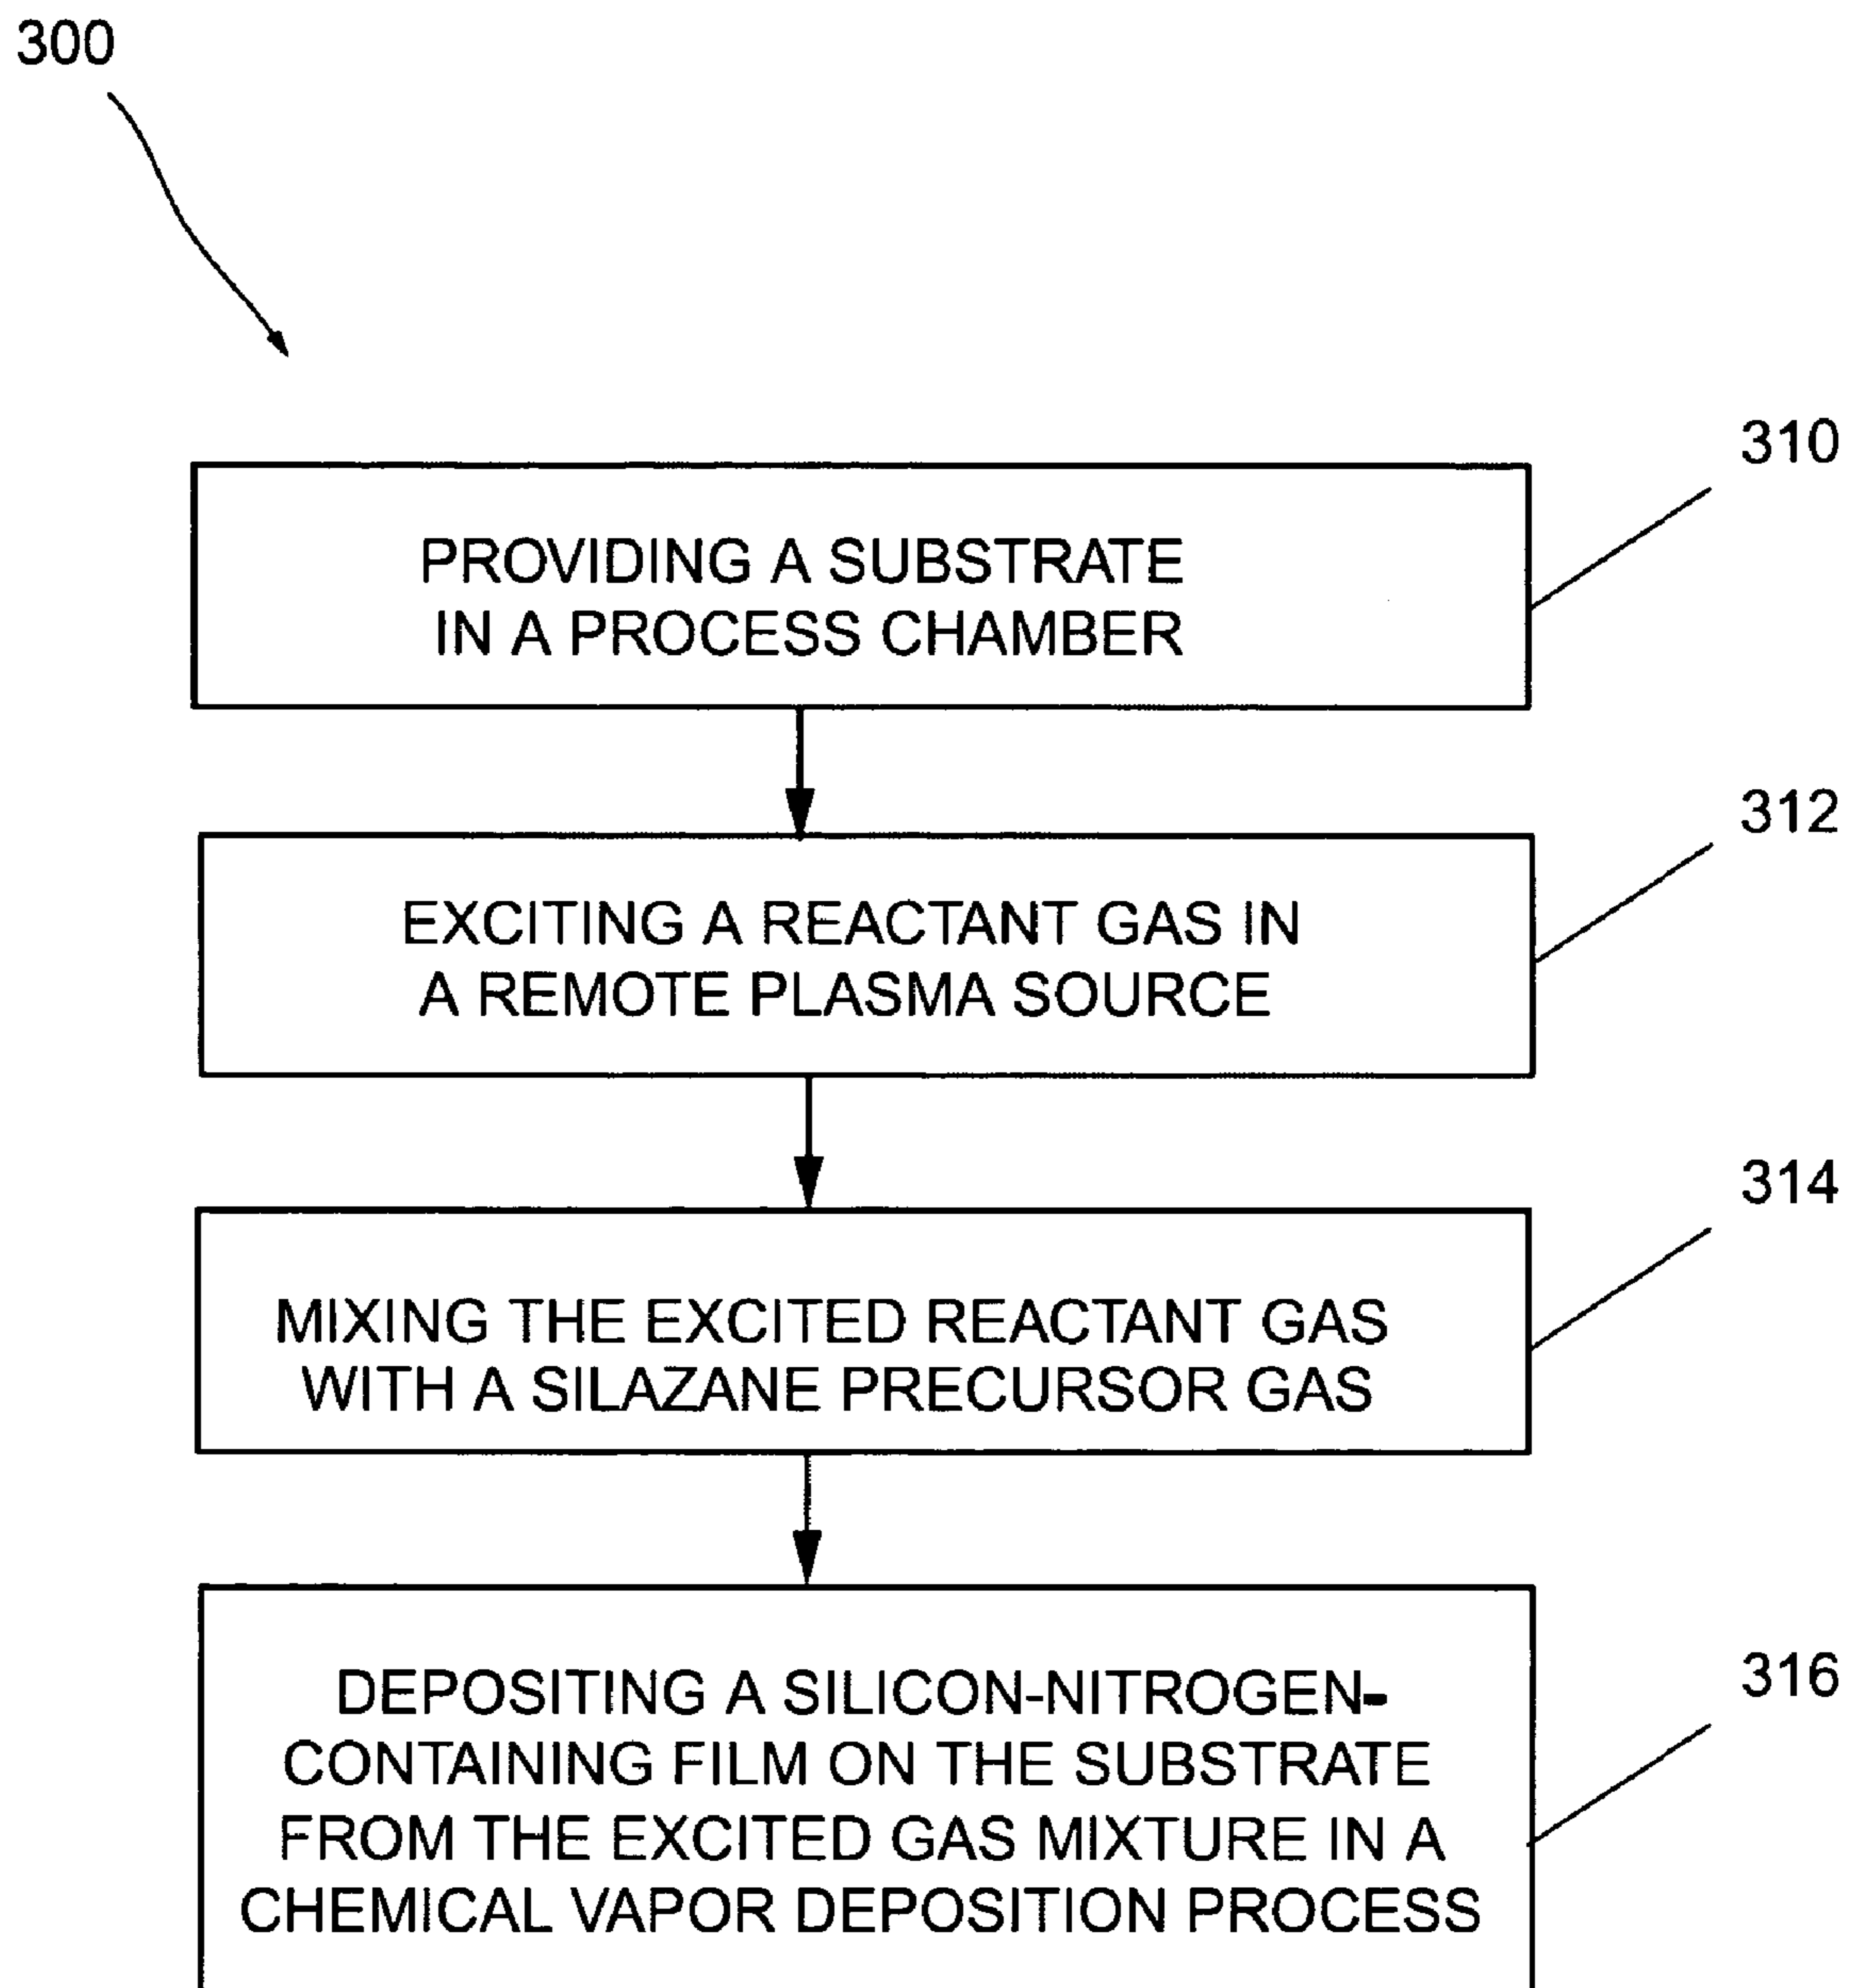 300
310
PROVIDING A SUBSTRATE
IN A PROCESS CHAMBER
312
EXCITING A REACTANT GAS IN
A REMOTE PLASMA SOURCE
314
MIXING THE EXCITED REACTANT GAS
WITH A SILAZANE PRECURSOR GAS
316
DEPOSITING A SILICON-NITROGEN-
CONTAINING FILM ON THE SUBSTRATE
FROM THE EXCITED GAS MIXTURE IN A
CHEMICAL VAPOR DEPOSITION PROCESS